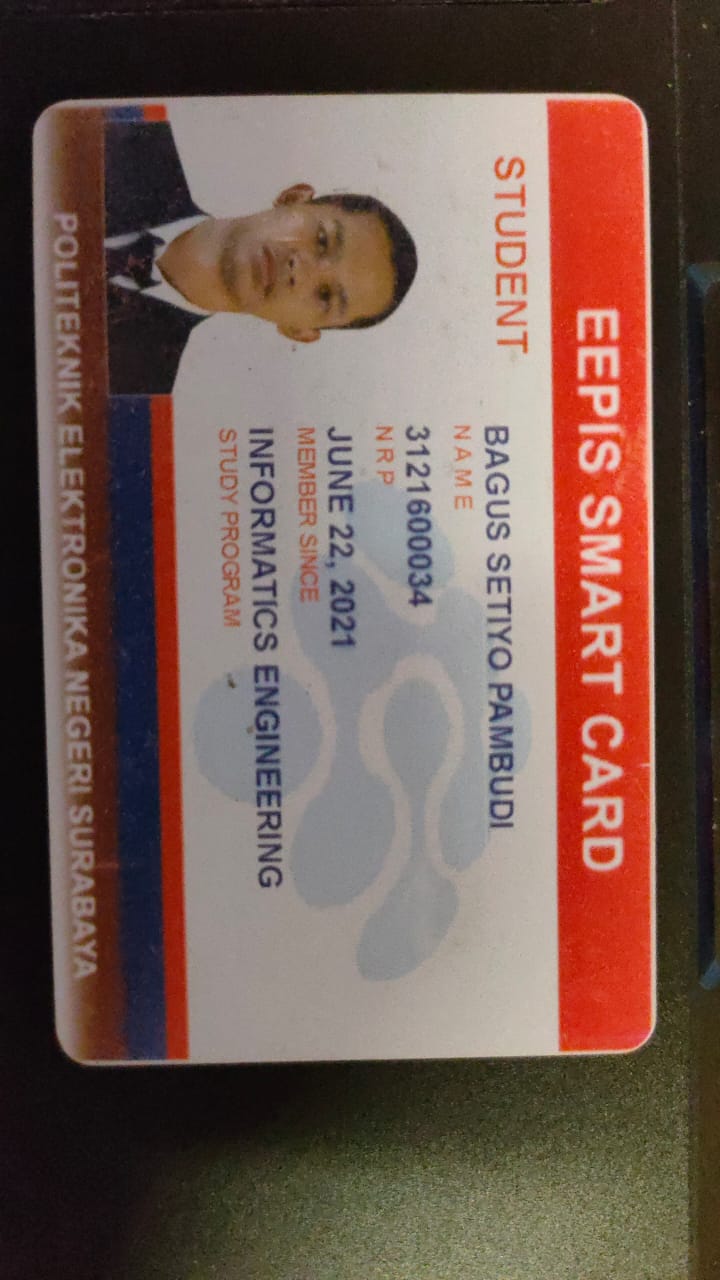 EEPIS SMART CARD
STUDENT
BAGUS SETIYO PAMBUDI
NAME
3121600034
NRP
JUNE 22, 2021
MEMBER SINCE
INFORMATICS ENGINEERING
STUDY PROGRAM
POLITEKNIK ELEKTRONIKA NEGERI SURABAYA